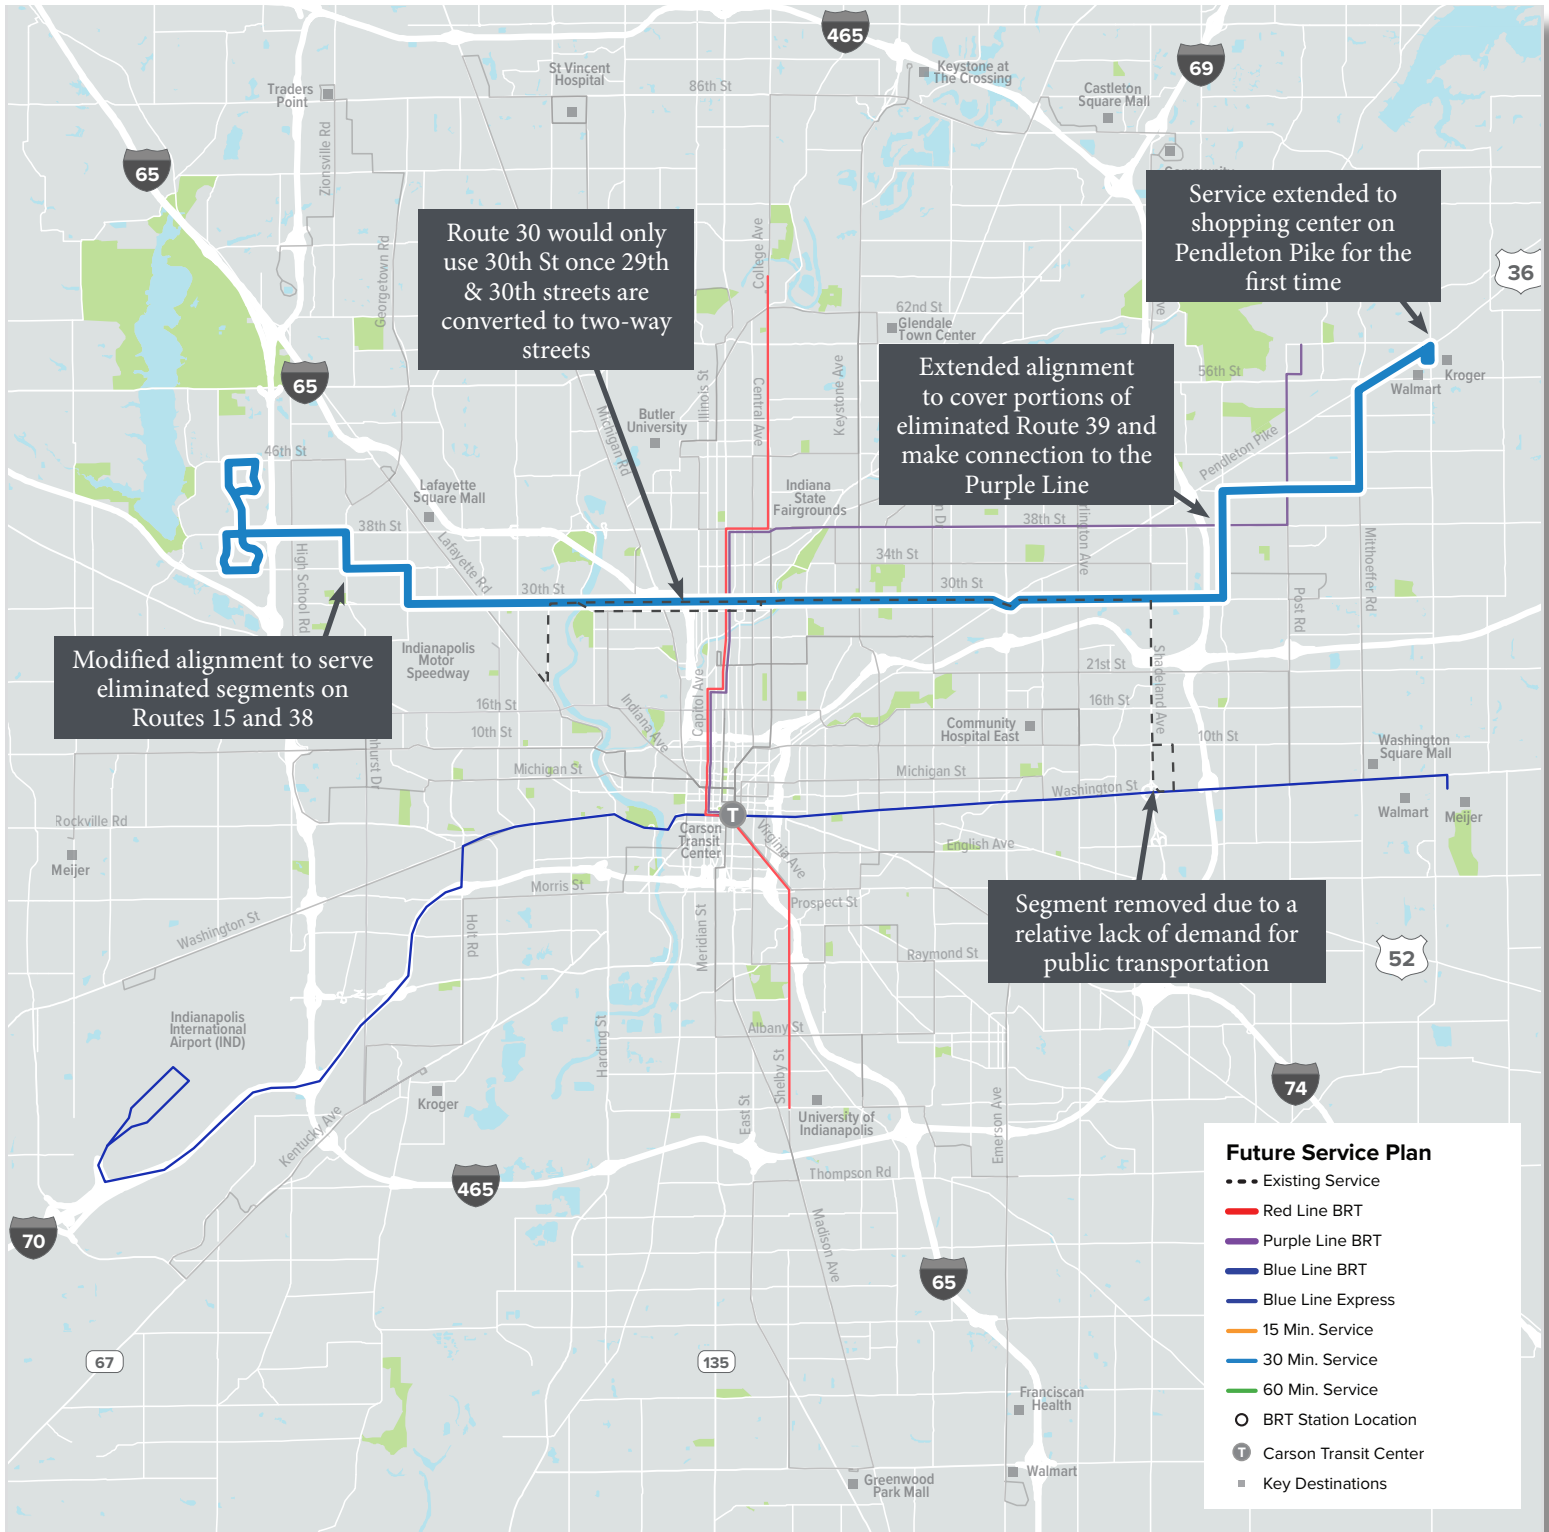 465
69
36
65
65
St Vincent
Hospital
86th St
Keystone at
The Crossing
Castleton
Square Mall
Traders
Point
Zionsville Rd
Georgetown Rd
Service extended to
shopping center on
Pendleton Pike for the
first time
Route 30 would only
use 30th St once 29th
& 30th streets are
converted to two-way
streets
College Ave
62nd St
Glendale
Town Center
Extended alignment
to cover portions of
eliminated Route 39 and
make connection to the
Purple Line
56th St
Walmart
Kroger
Pendleton Pike
Illinois St
Central Ave
Keystone Ave
Michigan Rd
Butler
University
46th St
Lafayette
Square Mall
Indiana
State
Fairgrounds
38th St
38th St
Lafayette Rd
High School Rd
34th St
30th St
30th St
Mitthoeffer Rd
Post Rd
Modified alignment to serve
eliminated segments on
Routes 15 and 38
Indianapolis
Motor
Speedway
21st St
16th St
16th St
Shadeland Ave
Capitol Ave
Indiana Ave
10th St
10th St
Community
Hospital East
Washington
Square Mall
Michigan St
Michigan St
Washington St
Walmart
Meijer
Rockville Rd
Meijer
T
Carson
Transit
Center
Virginia Ave
English Ave
Morris St
Prospect St
Segment removed due to a
relative lack of demand for
public transportation
Washington St
Holt Rd
Meridian St
Raymond St
52
Indianapolis
International
Airport (IND)
Harding St
Albany St
Shelby St
East St
Emerson Ave
74
Kroger
University of
Indianapolis
Kentucky Ave
Thompson Rd
465
70
Madison Ave
65
67
135
Franciscan
Health
Walmart
Greenwood
Park Mall
Future Service Plan
Existing Service
Red Line BRT
Purple Line BRT
Blue Line BRT
Blue Line Express
15 Min. Service
30 Min. Service
60 Min. Service
BRT Station Location
T Carson Transit Center
Key Destinations